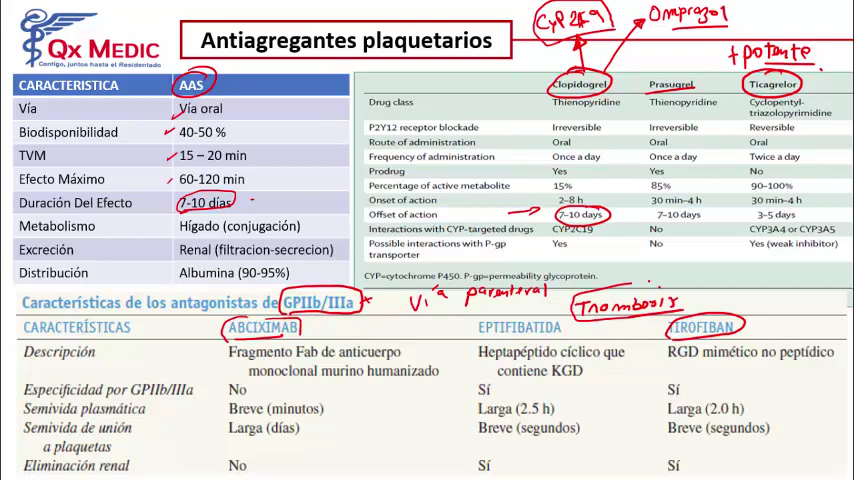 Qx MEDIC
Contigo, juntos hasta el Residentado
Antiagregantes plaquetarios
Omprazol
+ potente
CARACTERISTICA AAS
Vía Vía oral
Biodisponibilidad 40-50 %
TVM 15 – 20 min
Efecto Máximo 60-120 min
Duración Del Efecto 7-10 días
Metabolismo Hígado (conjugación)
Excreción Renal (filtracion-secrecion)
Distribución Albumina (90-95%)
Clopidogrel Prasugrel Ticagrelor
Drug class Thienopyridine Thienopyridine Cyclopentyl-
triazolopyrimidine
P2Y12 receptor blockade Irreversible Irreversible Reversible
Route of administration Oral Oral Oral
Frequency of administration Once a day Once a day Twice a day
Prodrug Yes Yes No
Percentage of active metabolite 15% 85% 90–100%
Onset of action 2–8 h 30 min–4 h 30 min–4 h
Offset of action 7–10 days 7–10 days 3–5 days
Interactions with CYP-targeted drugs CYP2C19 No CYP3A4 or CYP3A5
Possible interactions with P-gp Yes No Yes (weak inhibitor)
transporter
CYP=cytochrome P450. P-gp=permeability glycoprotein.
Características de los antagonistas de GPIIb/IIIa
Vía parenteral
Trombosis
CARACTERÍSTICAS ABCIXIMAB EPTIFIBATIDA TIROFIBAN
Descripción Fragmento Fab de anticuerpo Heptapéptido cíclico que RGD mimético no peptídico
monoclonal murino humanizado contiene KGD
Especificidad por GPIIb/IIIa No Sí Sí
Semivida plasmática Breve (minutos) Larga (2.5 h) Larga (2.0 h)
Semivida de unión Larga (días) Breve (segundos) Breve (segundos)
a plaquetas
Eliminación renal No Sí Sí